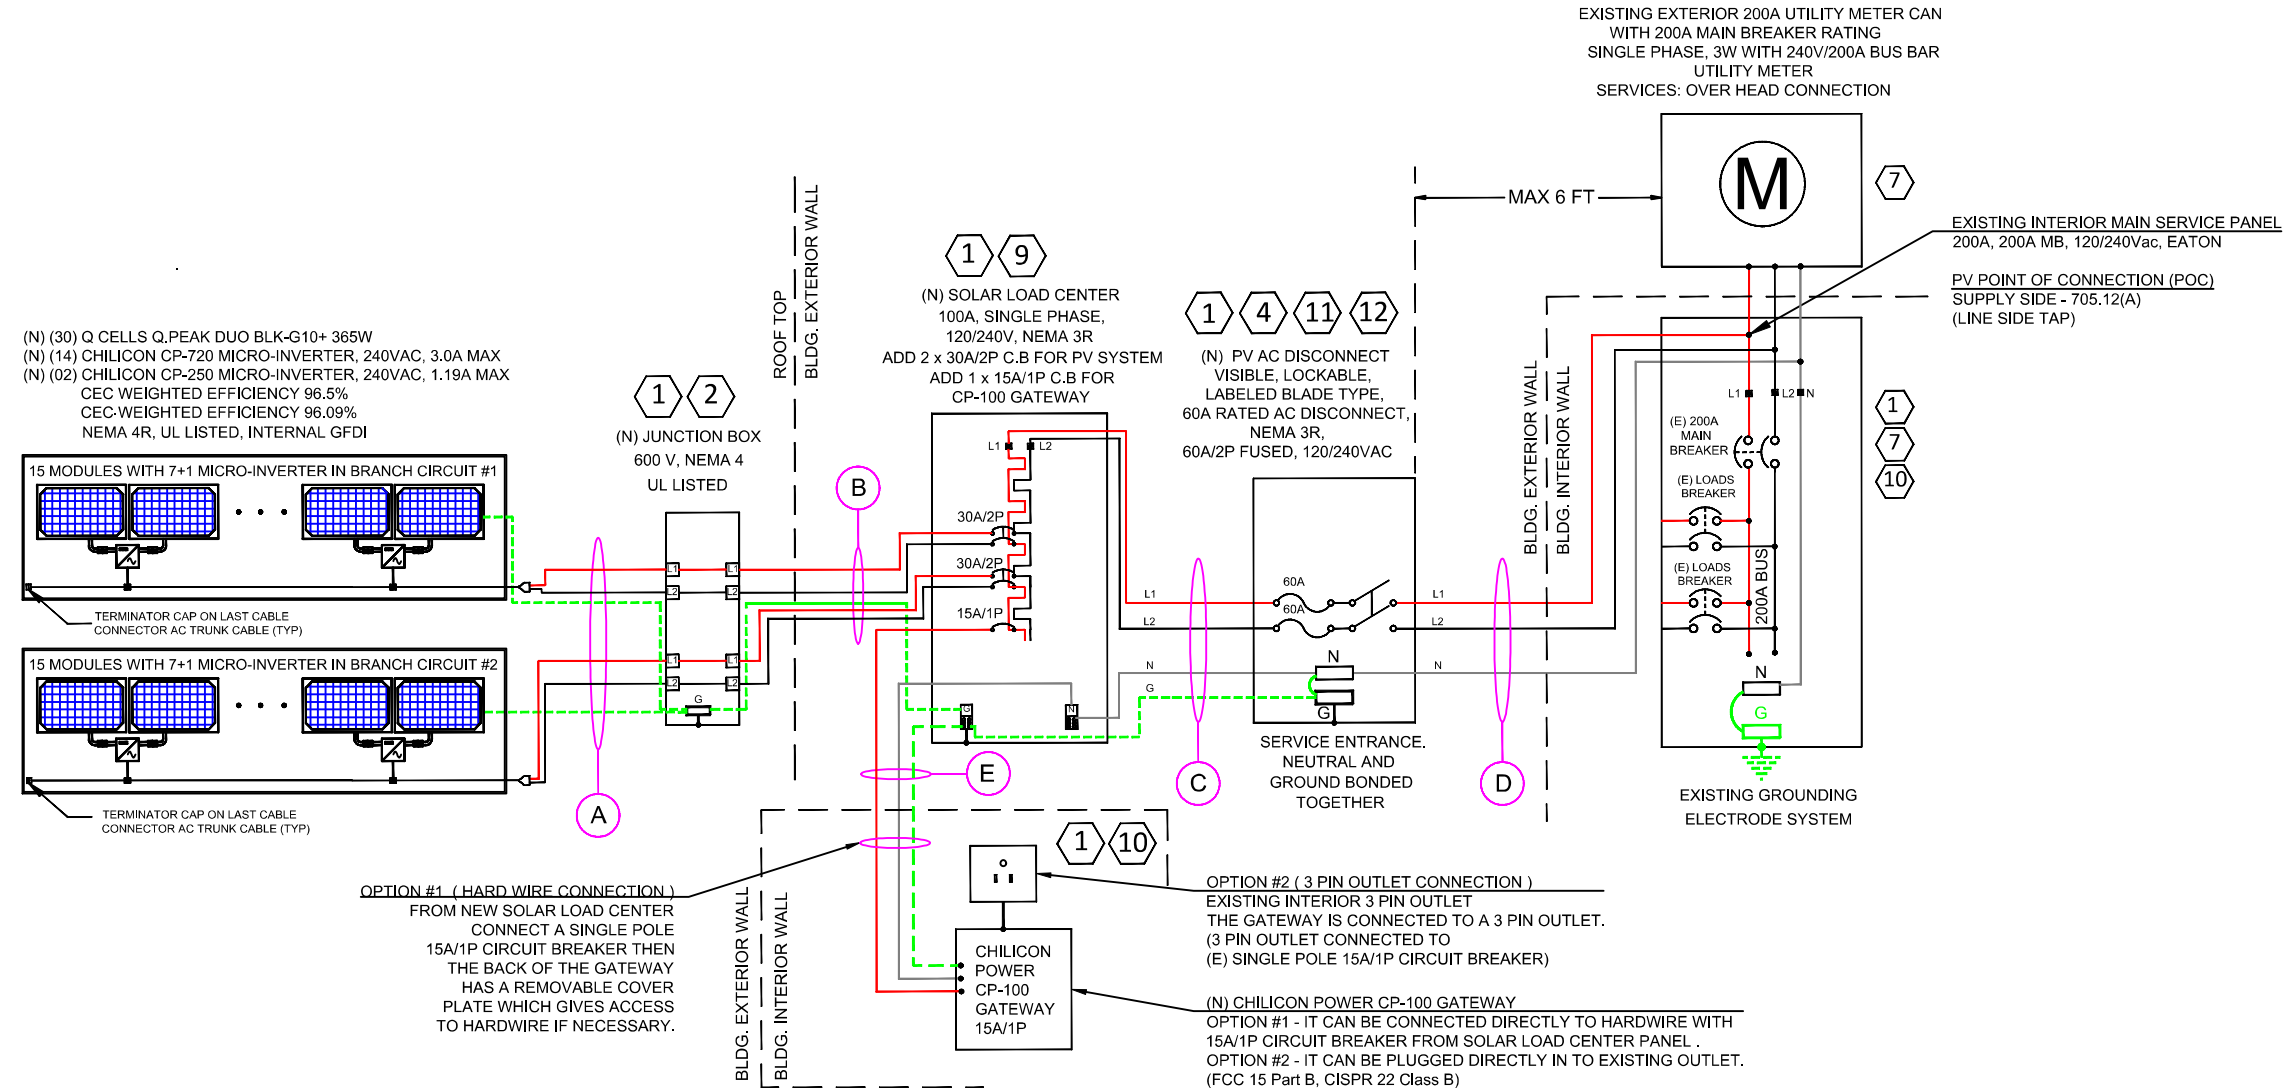 EXISTING EXTERIOR 200A UTILITY METER CAN
WITH 200A MAIN BREAKER RATING
SINGLE PHASE, 3W WITH 240V/200A BUS BAR
UTILITY METER
SERVICES: OVER HEAD CONNECTION
M
7
MAX 6 FT
EXISTING INTERIOR MAIN SERVICE PANEL
200A, 200A MB, 120/240Vac, EATON
PV POINT OF CONNECTION (POC)
SUPPLY SIDE - 705.12(A)
(LINE SIDE TAP)
(N) (30) Q CELLS Q.PEAK DUO BLK-G10+ 365W
(N) (14) CHILICON CP-720 MICRO-INVERTER, 240VAC, 3.0A MAX
(N) (02) CHILICON CP-250 MICRO-INVERTER, 240VAC, 1.19A MAX
CEC WEIGHTED EFFICIENCY 96.5%
CEC-WEIGHTED EFFICIENCY 96.09%
NEMA 4R, UL LISTED, INTERNAL GFDI
15 MODULES WITH 7+1 MICRO-INVERTER IN BRANCH CIRCUIT #1
TERMINATOR CAP ON LAST CABLE
CONNECTOR AC TRUNK CABLE (TYP)
15 MODULES WITH 7+1 MICRO-INVERTER IN BRANCH CIRCUIT #2
TERMINATOR CAP ON LAST CABLE
CONNECTOR AC TRUNK CABLE (TYP)
A
1 2
(N) JUNCTION BOX
600 V, NEMA 4
UL LISTED
L1 L1
L2 L2
L1 L1
L2 L2
G
ROOF TOP
BLDG. EXTERIOR WALL
B
1 9
(N) SOLAR LOAD CENTER
100A, SINGLE PHASE,
120/240V, NEMA 3R
ADD 2 x 30A/2P C.B FOR PV SYSTEM
ADD 1 x 15A/1P C.B FOR
CP-100 GATEWAY
L1 L2
30A/2P
30A/2P
15A/1P
G N
E
1 4 11 12
(N) PV AC DISCONNECT
VISIBLE, LOCKABLE,
LABELED BLADE TYPE,
60A RATED AC DISCONNECT,
NEMA 3R,
60A/2P FUSED, 120/240VAC
L1 60A L1
L2 60A L2
N N N
G
G
C
SERVICE ENTRANCE.
NEUTRAL AND
GROUND BONDED
TOGETHER
D
BLDG. EXTERIOR WALL
BLDG. INTERIOR WALL
L1 L2 N
(E) 200A
MAIN
BREAKER
(E) LOADS
BREAKER
(E) LOADS
BREAKER
200A BUS
N
G
1
7
10
EXISTING GROUNDING
ELECTRODE SYSTEM
OPTION #1 ( HARD WIRE CONNECTION )
FROM NEW SOLAR LOAD CENTER
CONNECT A SINGLE POLE
15A/1P CIRCUIT BREAKER THEN
THE BACK OF THE GATEWAY
HAS A REMOVABLE COVER
PLATE WHICH GIVES ACCESS
TO HARDWIRE IF NECESSARY.
BLDG. EXTERIOR WALL
BLDG. INTERIOR WALL
1 10
CHILICON
POWER
CP-100
GATEWAY
15A/1P
OPTION #2 ( 3 PIN OUTLET CONNECTION )
EXISTING INTERIOR 3 PIN OUTLET
THE GATEWAY IS CONNECTED TO A 3 PIN OUTLET.
(3 PIN OUTLET CONNECTED TO
(E) SINGLE POLE 15A/1P CIRCUIT BREAKER)
(N) CHILICON POWER CP-100 GATEWAY
OPTION #1 - IT CAN BE CONNECTED DIRECTLY TO HARDWIRE WITH
15A/1P CIRCUIT BREAKER FROM SOLAR LOAD CENTER PANEL .
OPTION #2 - IT CAN BE PLUGGED DIRECTLY IN TO EXISTING OUTLET.
(FCC 15 Part B, CISPR 22 Class B)